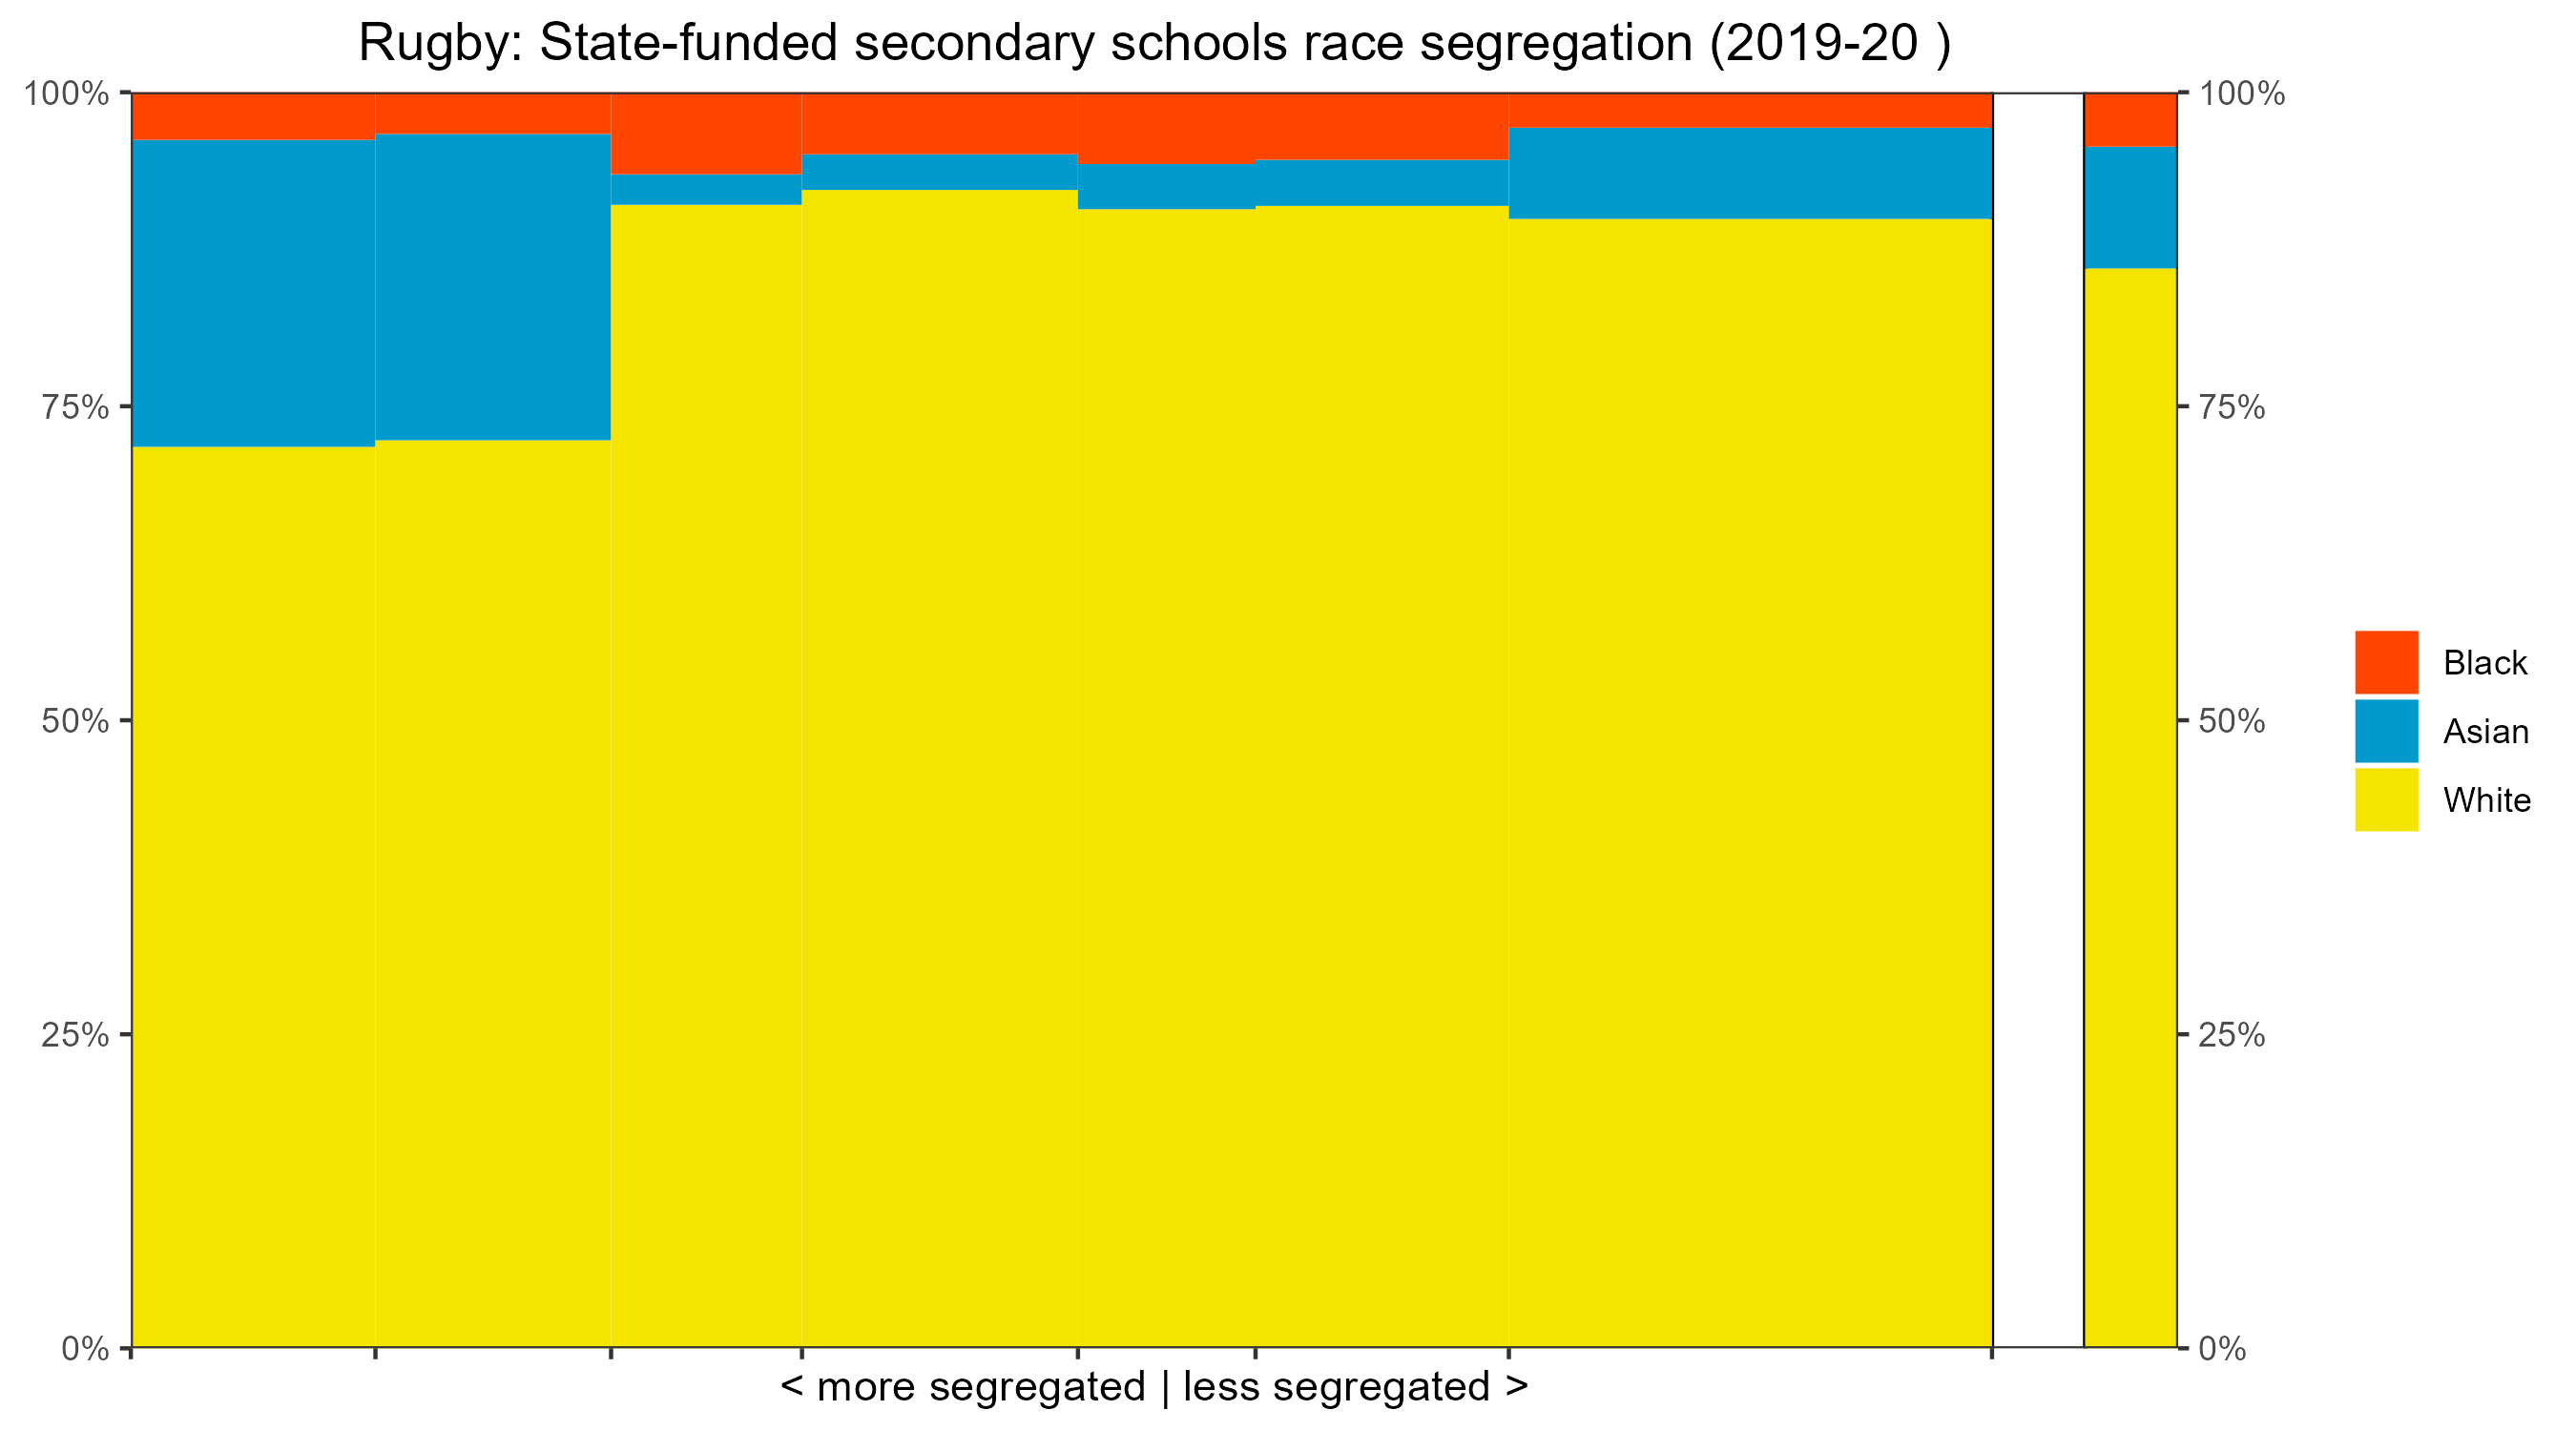 Rugby: State-funded secondary schools race segregation (2019-20 )
100%
75%
50%
25%
0%
100%
75%
50%
25%
0%
Black
Asian
White
< more segregated | less segregated >